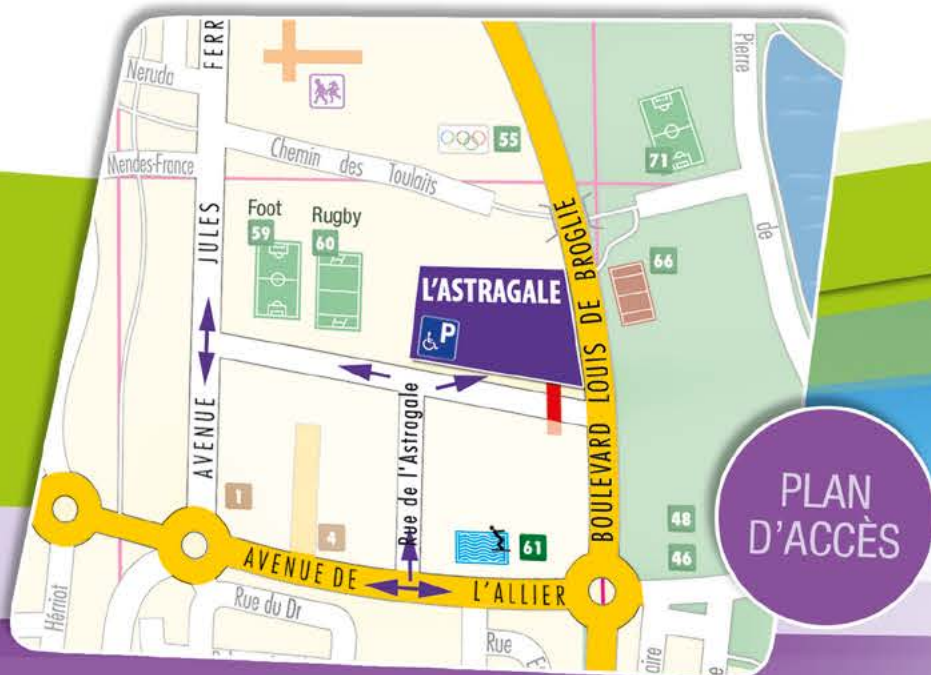 FERR
Neruda
Pierre
55
Chemin des Toulaits
71
Mendes-France
JULES
Foot
59
Rugby
60
de
66
L'ASTRAGALE
P
BOULEVARD LOUIS DE BROGLIE
AVENUE
Rue de l'Astragale
1
4
61
48
46
PLAN
D'ACCÈS
AVENUE DE L'ALLIER
Rue du Dr
Hérriot
Rue
aire